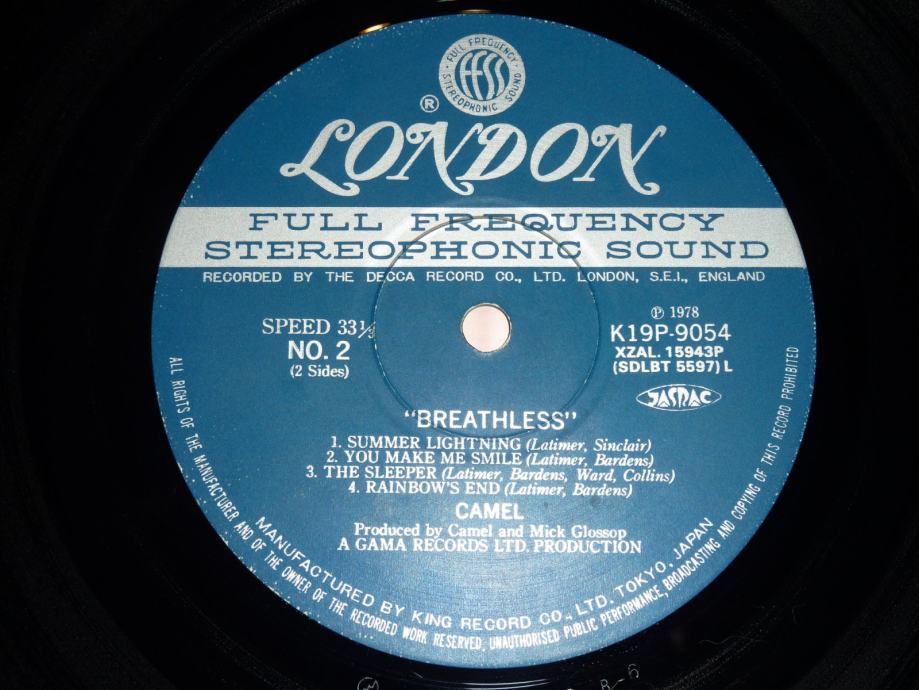 FULL FREQUENCY
FFSS
STEREOPHONIC SOUND
®
LONDON
FULL FREQUENCY
STEREOPHONIC SOUND
RECORDED BY THE DECCA RECORD CO., LTD. LONDON, S.E.I., ENGLAND
SPEED 33⅓
NO. 2
(2 Sides)
℗ 1978
K19P-9054
XZAL. 15943P
(SDLBT 5597) L
JASRAC
"BREATHLESS"
1. SUMMER LIGHTNING (Latimer, Sinclair)
2. YOU MAKE ME SMILE (Latimer, Bardens)
3. THE SLEEPER (Latimer, Bardens, Ward, Collins)
4. RAINBOW'S END (Latimer, Bardens)
CAMEL
Produced by Camel and Mick Glossop
A GAMA RECORDS LTD. PRODUCTION
MANUFACTURED BY KING RECORD CO., LTD. TOKYO, JAPAN
ALL RIGHTS OF THE MANUFACTURER AND OF THE OWNER OF THE RECORDED WORK RESERVED, UNAUTHORISED PUBLIC PERFORMANCE, BROADCASTING AND COPYING OF THIS RECORD PROHIBITED